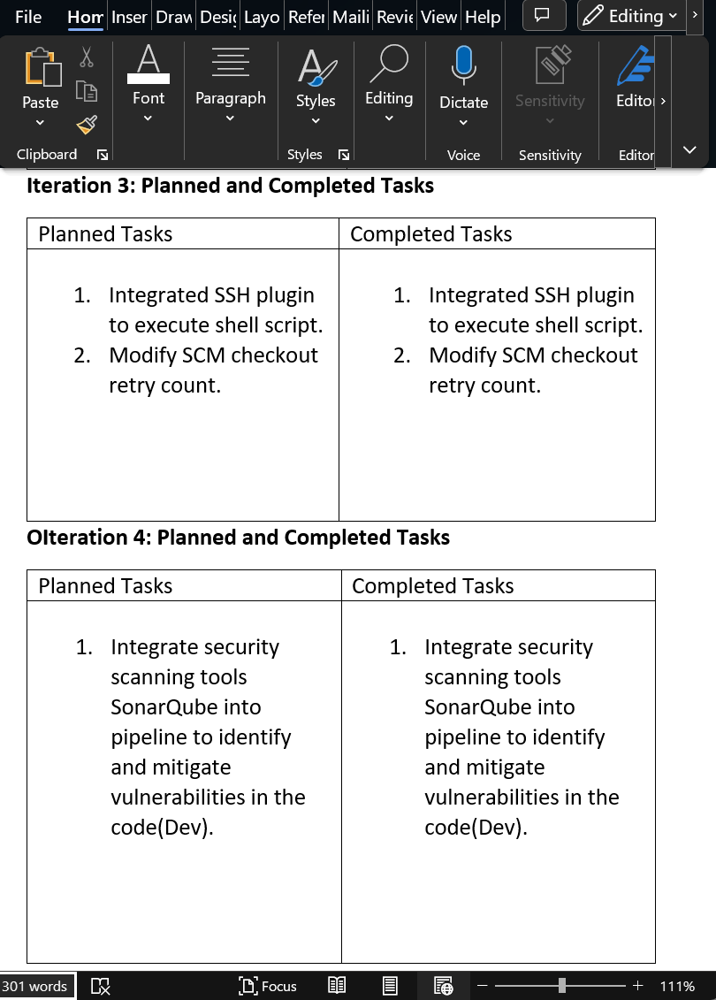 File Hom Inser Draw Desig Layo Refer Maili Revie View Help Editing
Paste Font Paragraph Styles Editing Dictate Sensitivity Editor
Clipboard Styles Voice Sensitivity Editor
Iteration 3: Planned and Completed Tasks
Planned Tasks Completed Tasks
1. Integrated SSH plugin
to execute shell script.
2. Modify SCM checkout
retry count.
1. Integrated SSH plugin
to execute shell script.
2. Modify SCM checkout
retry count.
OIteration 4: Planned and Completed Tasks
Planned Tasks Completed Tasks
1. Integrate security
scanning tools
SonarQube into
pipeline to identify
and mitigate
vulnerabilities in the
code(Dev).
1. Integrate security
scanning tools
SonarQube into
pipeline to identify
and mitigate
vulnerabilities in the
code(Dev).
301 words Focus 111%